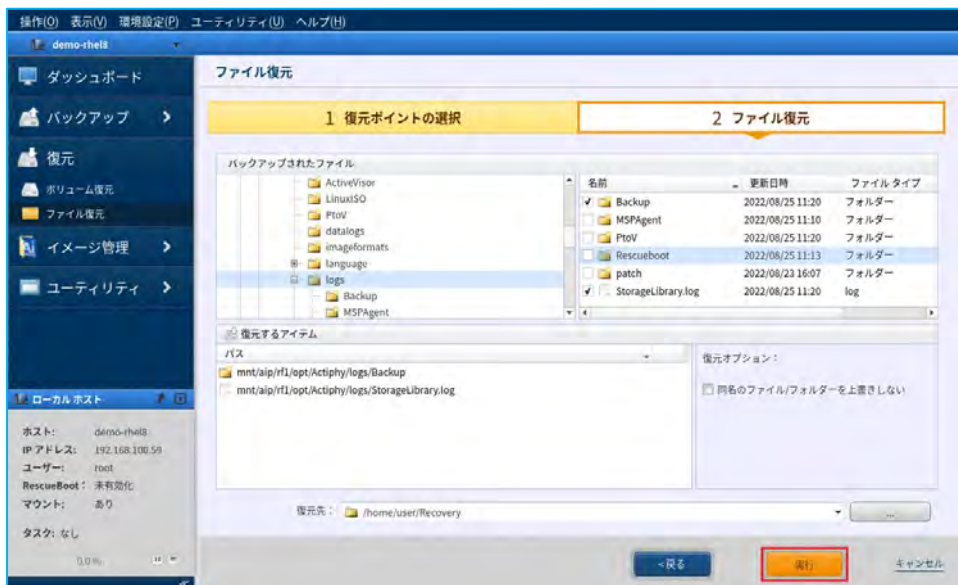 操作(O) 表示(V) 環境設定(P) ユーティリティ(U) ヘルプ(H)
demo-rhel8
ダッシュボード
バックアップ
復元
ボリューム復元
ファイル復元
イメージ管理
ユーティリティ
ローカルホスト
ホスト: demo-rhel8
IP アドレス: 192.168.100.59
ユーザー: root
RescueBoot: 未有効化
マウント: あり
タスク: なし
0.0 %
ファイル復元
1 復元ポイントの選択
2 ファイル復元
バックアップされたファイル
ActiveVisor
LinuxISO
PtoV
datalogs
imageformats
language
logs
Backup
MSPAgent
名前 更新日時 ファイル タイプ
Backup 2022/08/25 11:20 フォルダー
MSPAgent 2022/08/25 11:10 フォルダー
PtoV 2022/08/25 11:20 フォルダー
Rescueboot 2022/08/25 11:13 フォルダー
patch 2022/08/23 16:07 フォルダー
StorageLibrary.log 2022/08/25 11:20 log
復元するアイテム
パス
mnt/aip/rf1/opt/Actiphy/logs/Backup
mnt/aip/rf1/opt/Actiphy/logs/StorageLibrary.log
復元オプション:
同名のファイル/フォルダーを上書きしない
復元先: /home/user/Recovery
...
<戻る
実行
キャンセル